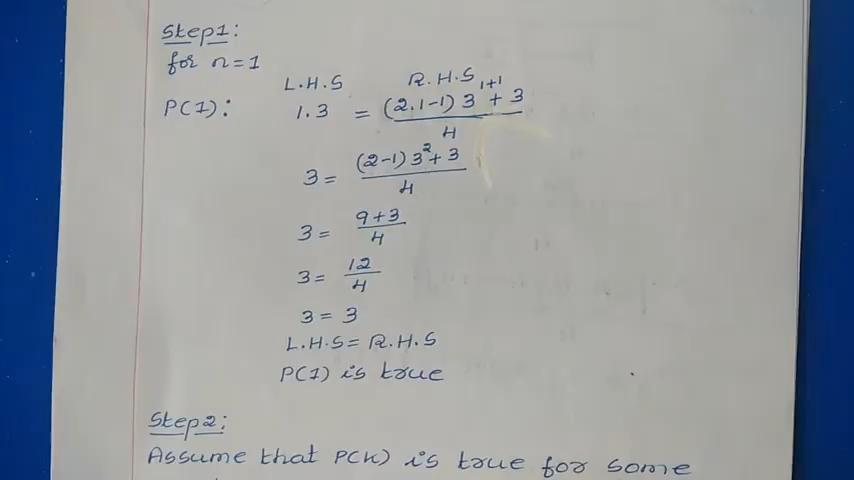 Step1:
for n=1
L.H.S R.H.S
P(1): 1.3 = (2.1-1) 3^1+1 + 3 / 4
3 = (2-1) 3^2 + 3 / 4
3 = 9+3 / 4
3 = 12 / 4
3 = 3
L.H.S = R.H.S
P(1) is true
Step2:
Assume that P(k) is true for some